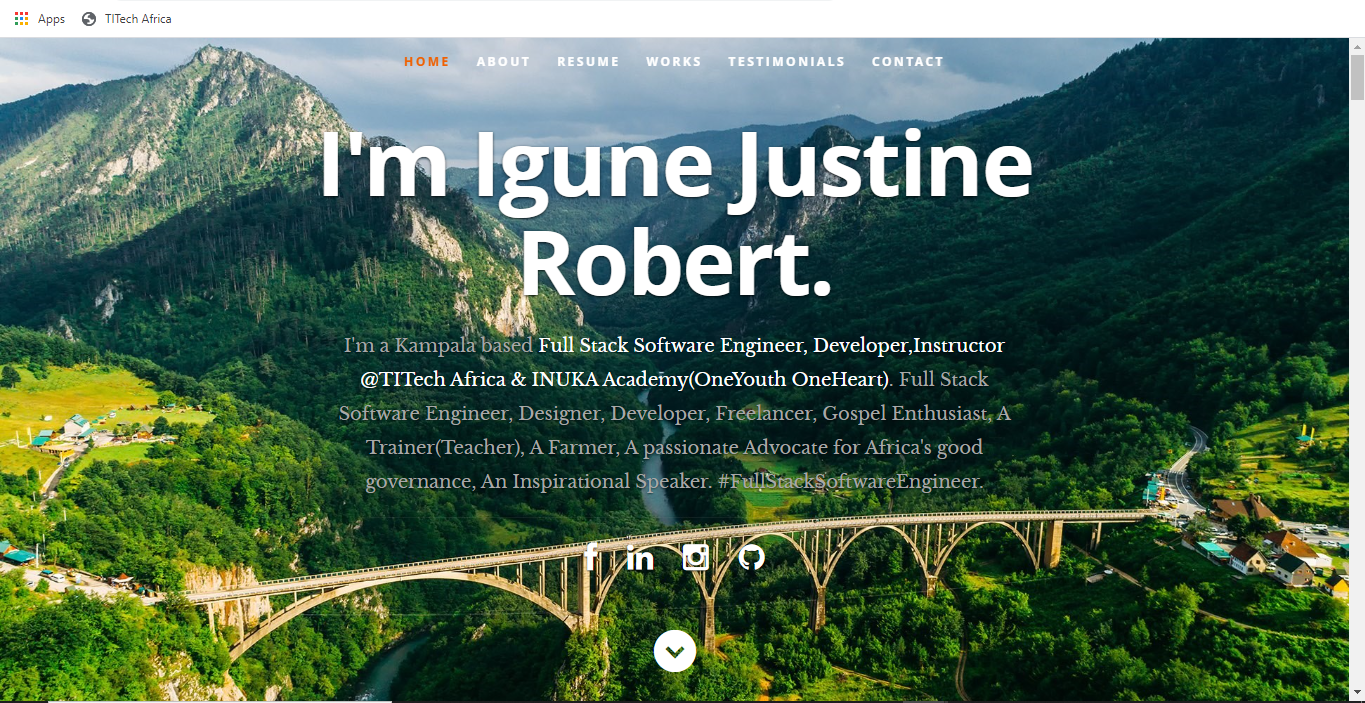 Apps TITech Africa
HOME ABOUT RESUME WORKS TESTIMONIALS CONTACT
I'm Igune Justine
Robert.
I'm a Kampala based Full Stack Software Engineer, Developer,Instructor
@TITech Africa & INUKA Academy(OneYouth OneHeart). Full Stack
Software Engineer, Designer, Developer, Freelancer, Gospel Enthusiast, A
Trainer(Teacher), A Farmer, A passionate Advocate for Africa's good
governance, An Inspirational Speaker. #FullStackSoftwareEngineer.